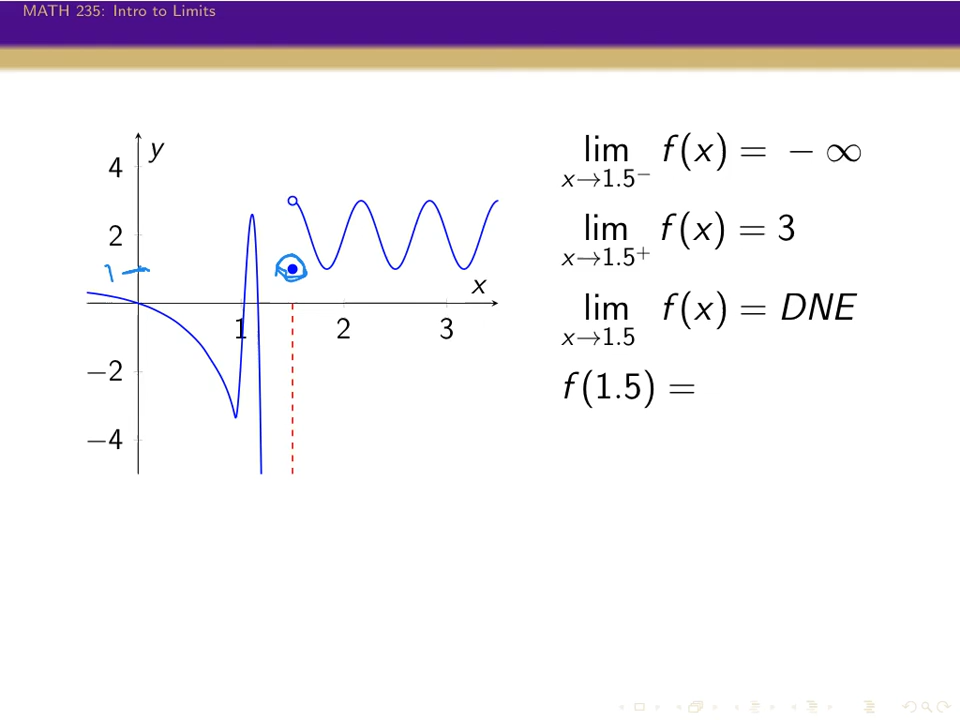 MATH 235: Intro to Limits
y
4
2
1
x
1 2 3
−2
−4
lim f(x) = − ∞
x→1.5⁻
lim f(x) = 3
x→1.5⁺
lim f(x) = DNE
x→1.5
f(1.5) =